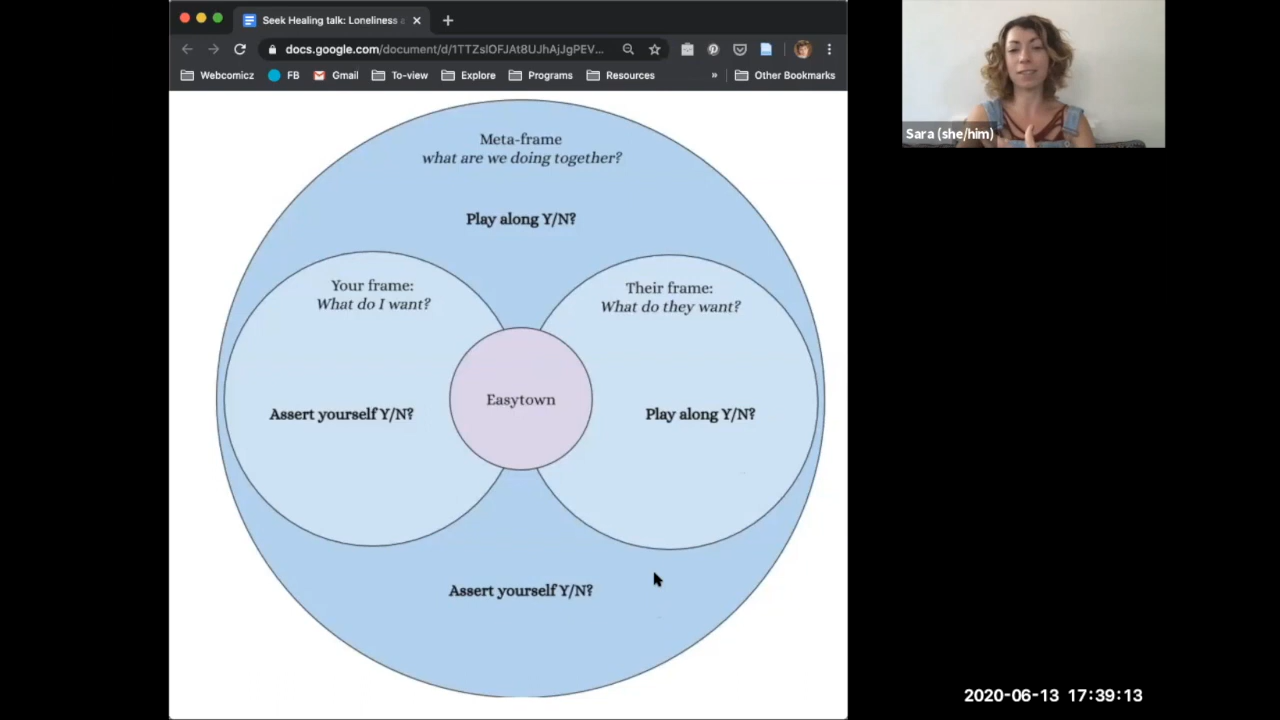 Seek Healing talk: Loneliness
docs.google.com/document/d/1TTZslOFJAt8UJhAjJgPEV...
Webcomicz FB Gmail To-view Explore Programs Resources » Other Bookmarks
Sara (she/him)
Meta-frame
what are we doing together?
Play along Y/N?
Your frame:
What do I want?
Their frame:
What do they want?
Easytown
Assert yourself Y/N?
Play along Y/N?
Assert yourself Y/N?
2020-06-13 17:39:13